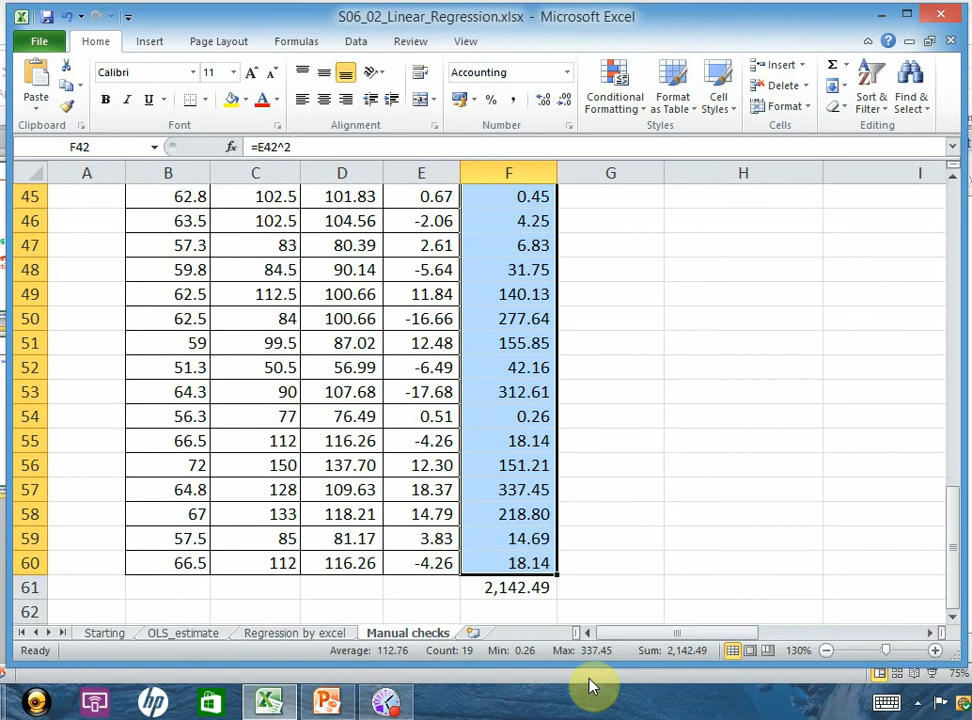 S06_02_Linear_Regression.xlsx - Microsoft Excel
File Home Insert Page Layout Formulas Data Review View
Paste Calibri 11 B I U Accounting % , Conditional Formatting Format as Table Cell Styles Insert Delete Format Σ Sort & Filter Find & Select
Clipboard Font Alignment Number Styles Cells Editing
F42 fx =E42^2
A B C D E F G H I
45 62.8 102.5 101.83 0.67 0.45
46 63.5 102.5 104.56 -2.06 4.25
47 57.3 83 80.39 2.61 6.83
48 59.8 84.5 90.14 -5.64 31.75
49 62.5 112.5 100.66 11.84 140.13
50 62.5 84 100.66 -16.66 277.64
51 59 99.5 87.02 12.48 155.85
52 51.3 50.5 56.99 -6.49 42.16
53 64.3 90 107.68 -17.68 312.61
54 56.3 77 76.49 0.51 0.26
55 66.5 112 116.26 -4.26 18.14
56 72 150 137.70 12.30 151.21
57 64.8 128 109.63 18.37 337.45
58 67 133 118.21 14.79 218.80
59 57.5 85 81.17 3.83 14.69
60 66.5 112 116.26 -4.26 18.14
61 2,142.49
62
Starting OLS_estimate Regression by excel Manual checks
Ready Average: 112.76 Count: 19 Min: 0.26 Max: 337.45 Sum: 2,142.49 130%
75%